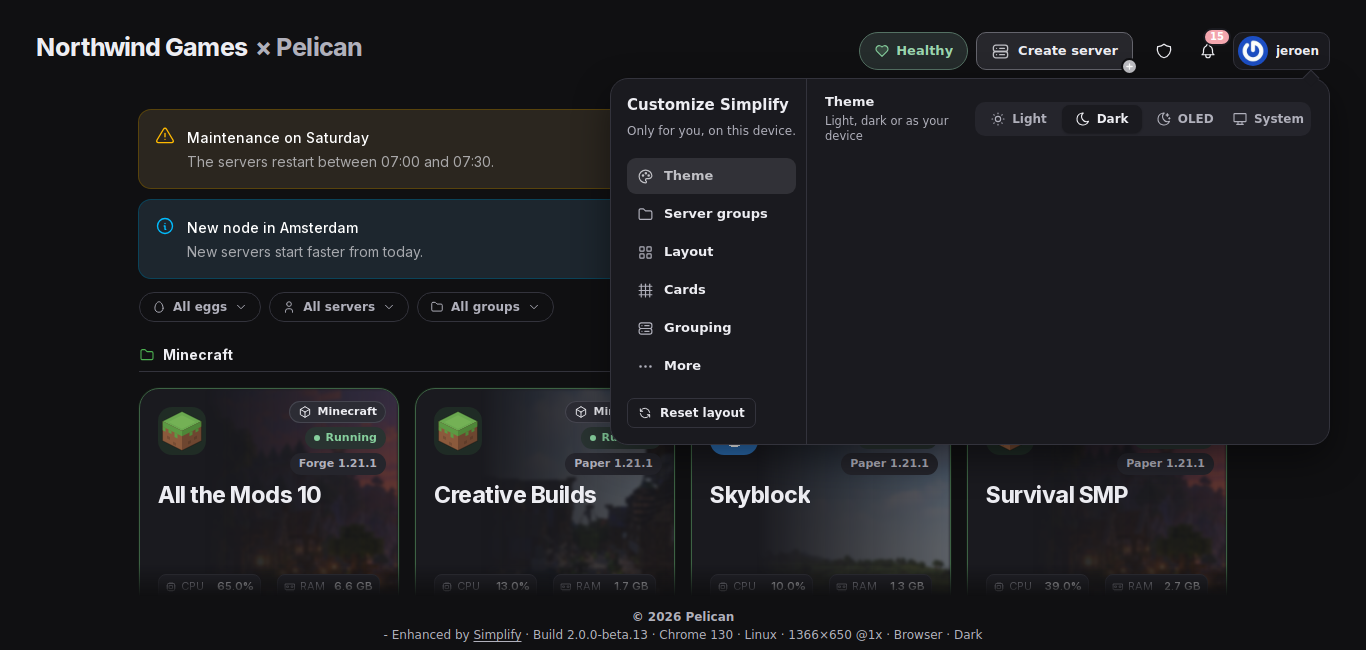 Northwind Games × Pelican
Healthy
Create server
15
jeroen
Customize Simplify
Only for you, on this device.
Theme
Server groups
Layout
Cards
Grouping
More
Reset layout
Theme
Light, dark or as your
device
Light
Dark
OLED
System
Maintenance on Saturday
The servers restart between 07:00 and 07:30.
New node in Amsterdam
New servers start faster from today.
All eggs
All servers
All groups
Minecraft
Minecraft
Running
Forge 1.21.1
All the Mods 10
CPU 65.0%
RAM 6.6 GB
Paper 1.21.1
Creative Builds
CPU 13.0%
RAM 1.7 GB
Paper 1.21.1
Skyblock
CPU 10.0%
RAM 1.3 GB
Paper 1.21.1
Survival SMP
CPU 39.0%
RAM 2.7 GB
© 2026 Pelican
- Enhanced by Simplify · Build 2.0.0-beta.13 · Chrome 130 · Linux · 1366×650 @1x · Browser · Dark